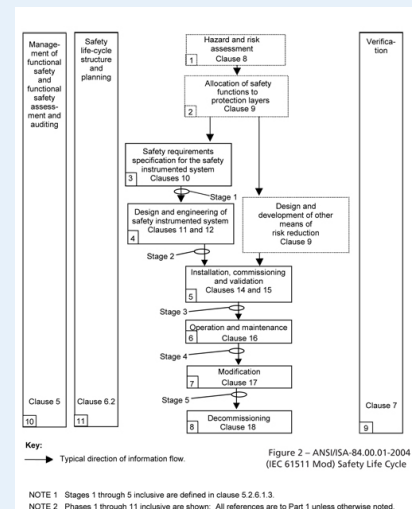 Manage-
ment of
functional
safety
and
functional
safety
assess-
ment and
auditing
Clause 5
10
Safety
life-cycle
structure
and
planning
Clause 6.2
11
Hazard and risk
assessment
Clause 8
1
Allocation of safety
functions to
protection layers
Clause 9
2
Safety requirements
specification for the safety
instrumented system
Clauses 10
3
Stage 1
Design and engineering of
safety instrumented system
Clauses 11 and 12
4
Design and
development of other
means of
risk reduction
Clause 9
Stage 2
Installation, commissioning
and validation
Clauses 14 and 15
5
Stage 3
Operation and maintenance
Clause 16
6
Stage 4
Modification
Clause 17
7
Stage 5
Decommissioning
Clause 18
8
Verifica-
tion
Clause 7
9
Key:
Typical direction of information flow.
Figure 2 – ANSI/ISA-84.00.01-2004
(IEC 61511 Mod) Safety Life Cycle
NOTE 1 Stages 1 through 5 inclusive are defined in clause 5.2.6.1.3.
NOTE 2 Phases 1 through 11 inclusive are shown: All references are to Part 1 unless otherwise noted.